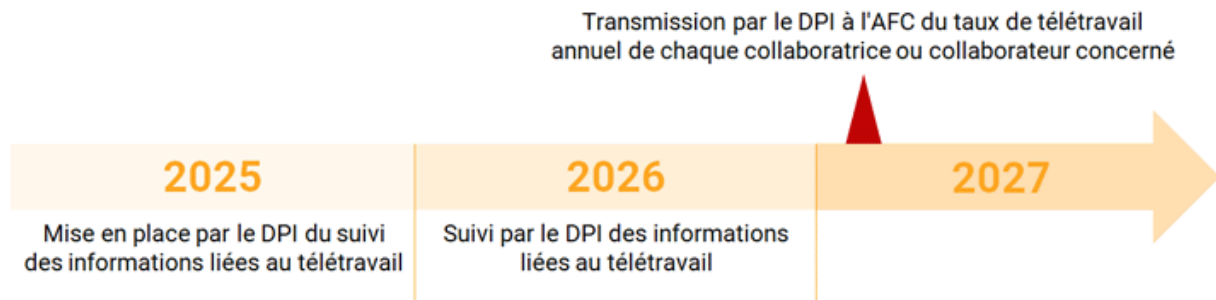 Transmission par le DPI à l'AFC du taux de télétravail
annuel de chaque collaboratrice ou collaborateur concerné
2025
2026
2027
Mise en place par le DPI du suivi
des informations liées au télétravail
Suivi par le DPI des informations
liées au télétravail